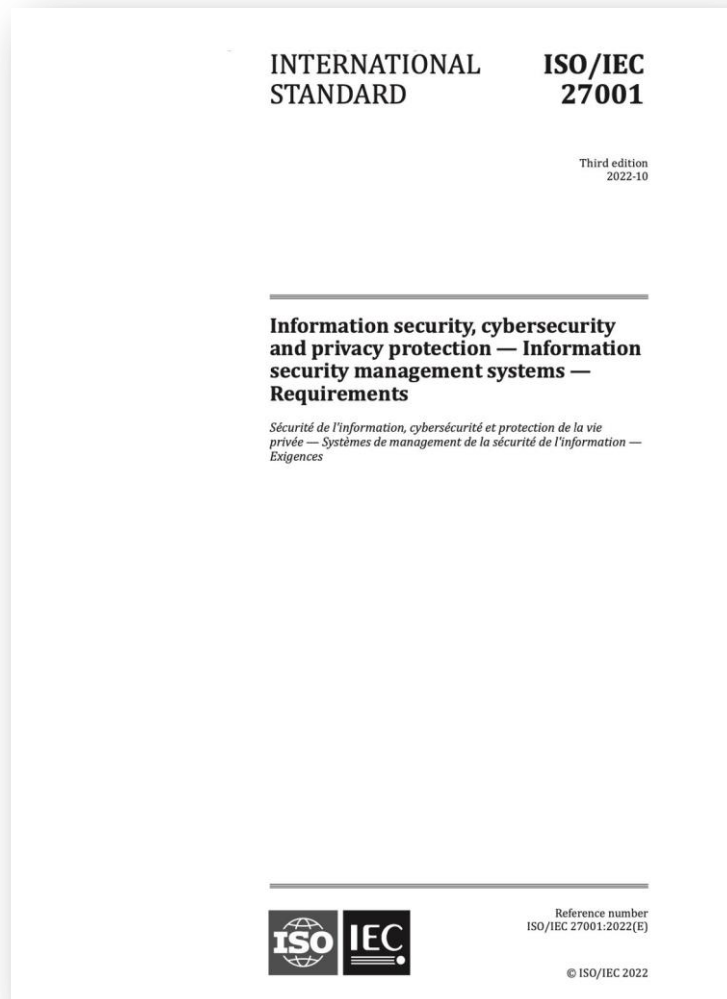 INTERNATIONAL STANDARD
ISO/IEC 27001
Third edition
2022-10
Information security, cybersecurity
and privacy protection — Information
security management systems —
Requirements
Sécurité de l'information, cybersécurité et protection de la vie
privée — Systèmes de management de la sécurité de l'information —
Exigences
ISO
IEC
Reference number
ISO/IEC 27001:2022(E)
© ISO/IEC 2022